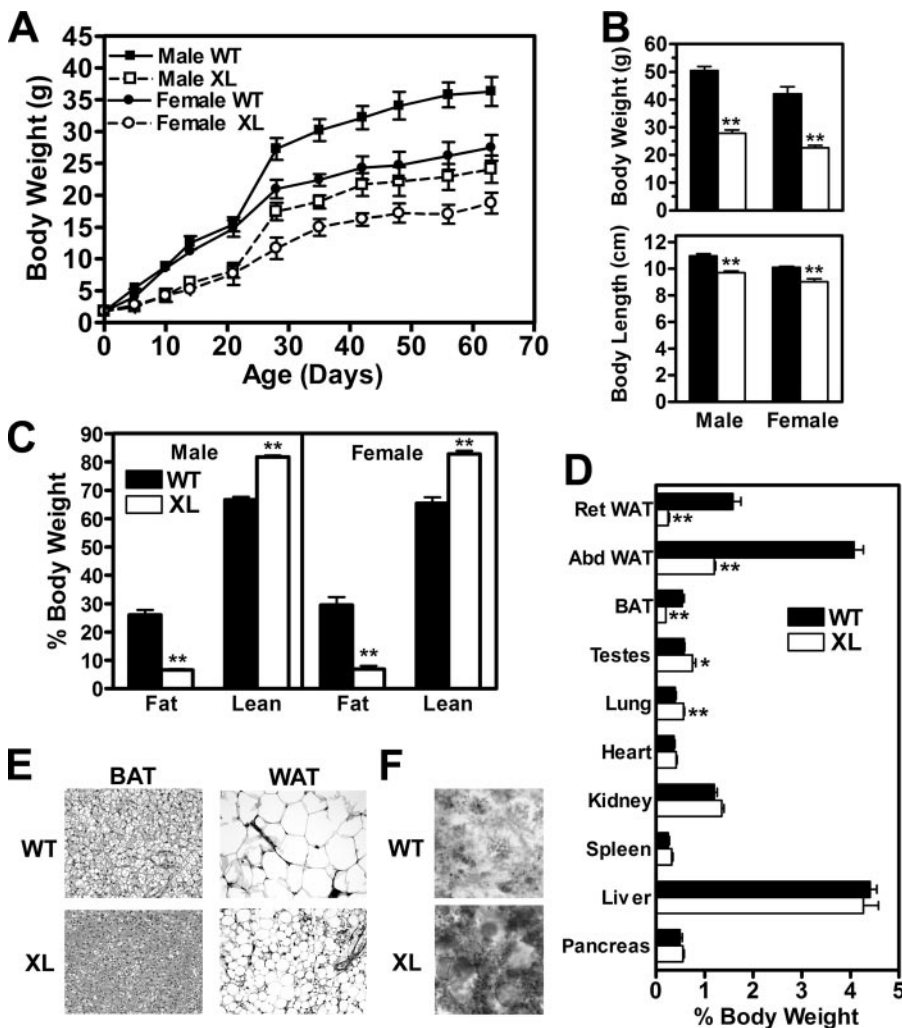 A
Body Weight (g)
45
40
35
30
25
20
15
10
5
0
Male WT
Male XL
Female WT
Female XL
0 10 20 30 40 50 60 70
Age (Days)
B
Body Weight (g)
60
50
40
30
20
10
0
**
**
Body Length (cm)
12
10
8
6
4
2
0
**
**
Male Female
C
% Body Weight
90
80
70
60
50
40
30
20
10
0
Male
Female
WT
XL
**
**
**
**
Fat Lean Fat Lean
D
Ret WAT
**
Abd WAT
**
BAT
**
Testes
*
Lung
**
Heart
Kidney
Spleen
Liver
Pancreas
WT
XL
0 1 2 3 4 5
% Body Weight
E
BAT WAT
WT
XL
F
WT
XL